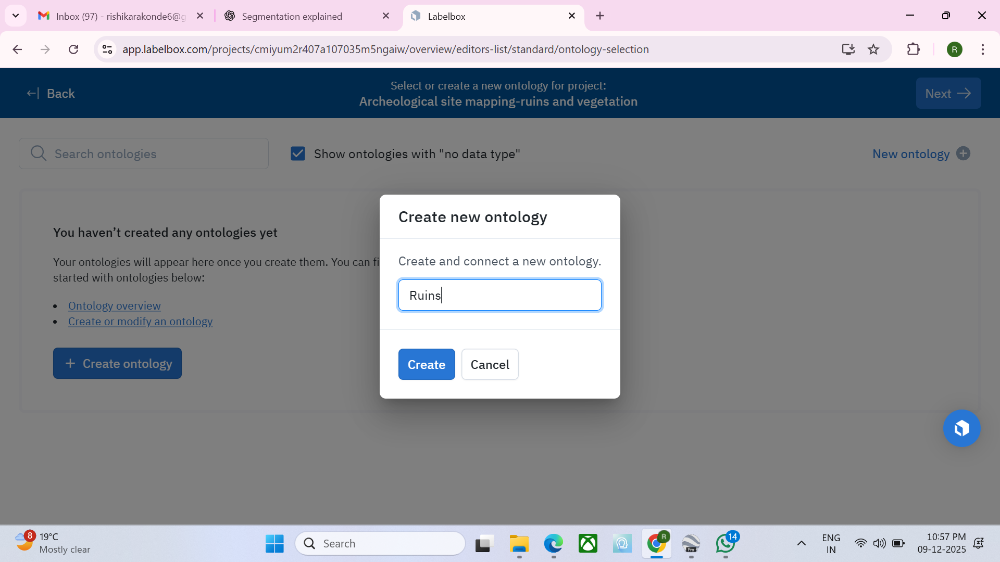 Inbox (97) - rishikarakonde6@g
Segmentation explained
Labelbox
app.labelbox.com/projects/cmiyum2r407a107035m5ngaiw/overview/editors-list/standard/ontology-selection
R
Back
Select or create a new ontology for project:
Archeological site mapping-ruins and vegetation
Next
Search ontologies
Show ontologies with "no data type"
New ontology
You haven’t created any ontologies yet
Your ontologies will appear here once you create them. You can fi
started with ontologies below:
Ontology overview
Create or modify an ontology
Create ontology
Create new ontology
Create and connect a new ontology.
Ruins
Create
Cancel
8
19°C
Mostly clear
Search
R
Pro
14
ENG
IN
10:57 PM
09-12-2025